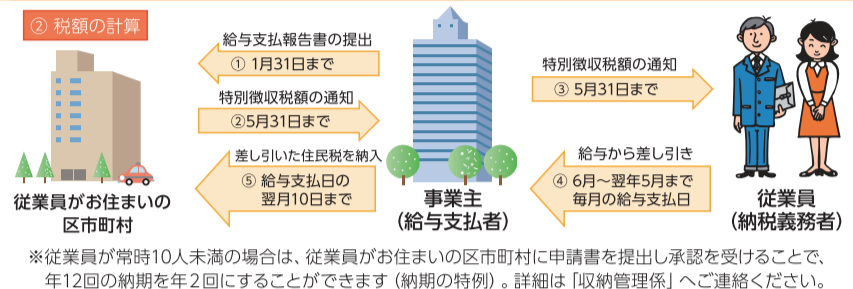 ② 税額の計算
給与支払報告書の提出
① 1月31日まで
特別徴収税額の通知
②5月31日まで
特別徴収税額の通知
③ 5月31日まで
給与から差し引き
④ 6月～翌年5月まで
毎月の給与支払日
差し引いた住民税を納入
⑤ 給与支払日の
翌月10日まで
従業員がお住まいの
区市町村
事業主
（給与支払者）
従業員
（納税義務者）
※従業員が常時10人未満の場合は、従業員がお住まいの区市町村に申請書を提出し承認を受けることで、
年12回の納期を年２回にすることができます（納期の特例）。詳細は「収納管理係」へご連絡ください。